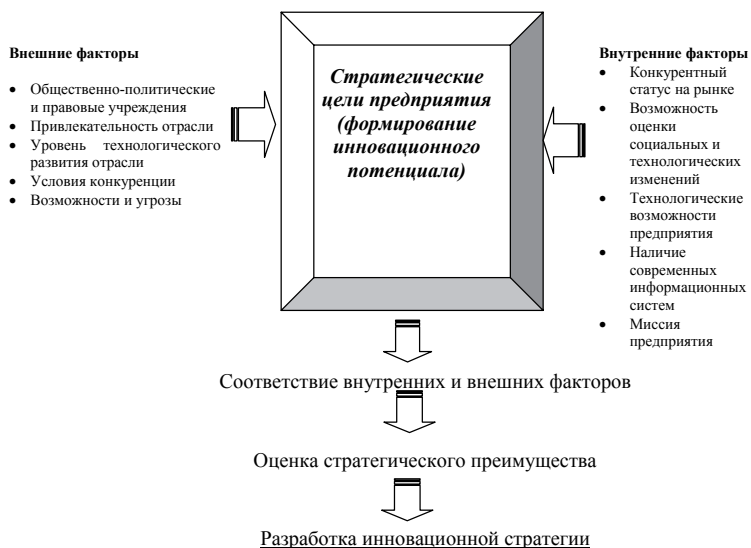 Внешние факторы
• Общественно-политические
и правовые учреждения
• Привлекательность отрасли
• Уровень технологического
развития отрасли
• Условия конкуренции
• Возможности и угрозы
Стратегические
цели предприятия
(формирование
инновационного
потенциала)
Внутренние факторы
• Конкурентный
статус на рынке
• Возможность
оценки
социальных и
технологических
изменений
• Технологические
возможности
предприятия
• Наличие
современных
информационных
систем
• Миссия
предприятия
Соответствие внутренних и внешних факторов
Оценка стратегического преимущества
Разработка инновационной стратегии